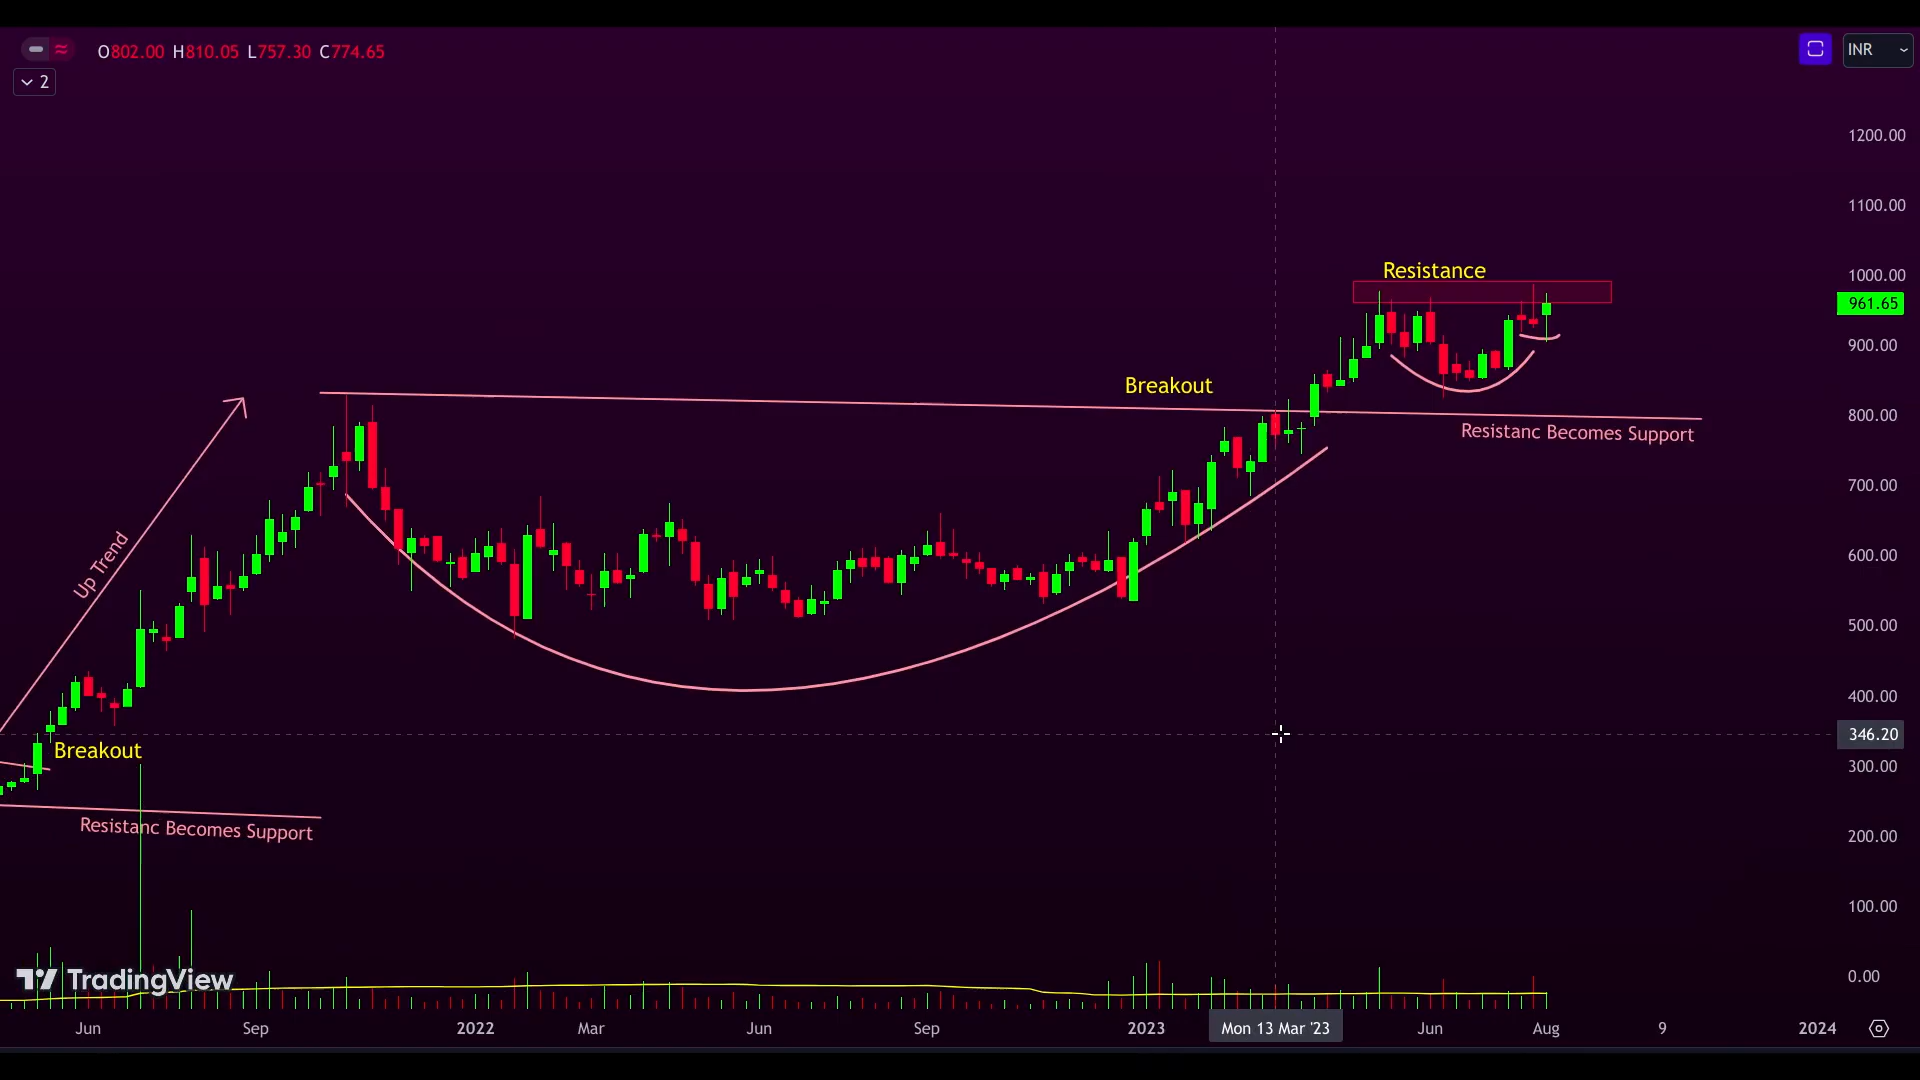 O802.00 H810.05 L757.30 C774.65
INR
2
1200.00
1100.00
1000.00
961.65
900.00
800.00
700.00
600.00
500.00
400.00
346.20
300.00
200.00
100.00
0.00
Resistance
Breakout
Resistanc Becomes Support
Up Trend
Breakout
Resistanc Becomes Support
TradingView
Jun Sep 2022 Mar Jun Sep 2023 Mon 13 Mar '23 Jun Aug 9 2024